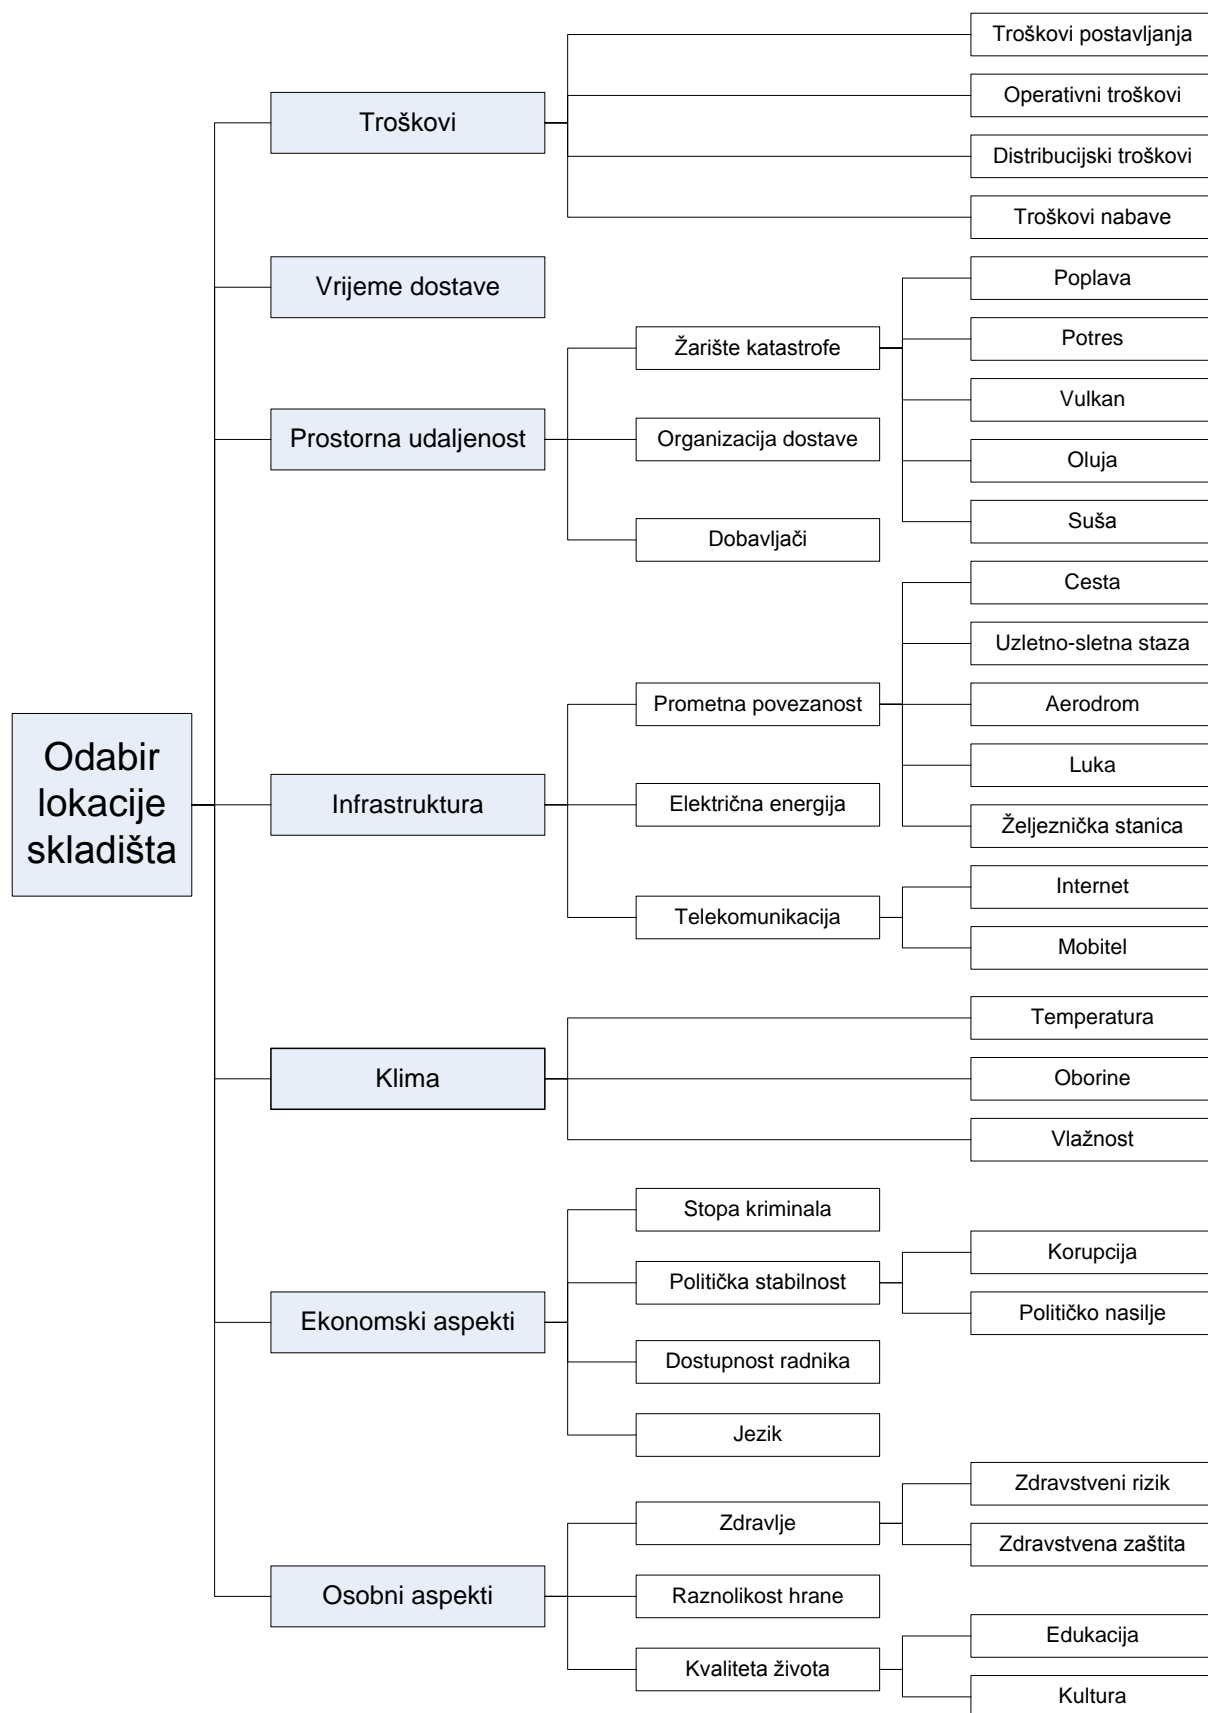 Troškovi postavljanja
Operativni troškovi
Troškovi
Distribucijski troškovi
Troškovi nabave
Vrijeme dostave
Poplava
Žarište katastrofe
Potres
Vulkan
Prostorna udaljenost
Organizacija dostave
Oluja
Suša
Dobavljači
Cesta
Uzletno-sletna staza
Prometna povezanost
Aerodrom
Luka
Odabir
lokacije
skladišta
Infrastruktura
Električna energija
Željeznička stanica
Internet
Telekomunikacija
Mobitel
Temperatura
Klima
Oborine
Vlažnost
Stopa kriminala
Korupcija
Politička stabilnost
Političko nasilje
Ekonomski aspekti
Dostupnost radnika
Jezik
Zdravstveni rizik
Zdravlje
Zdravstvena zaštita
Osobni aspekti
Raznolikost hrane
Edukacija
Kvaliteta života
Kultura